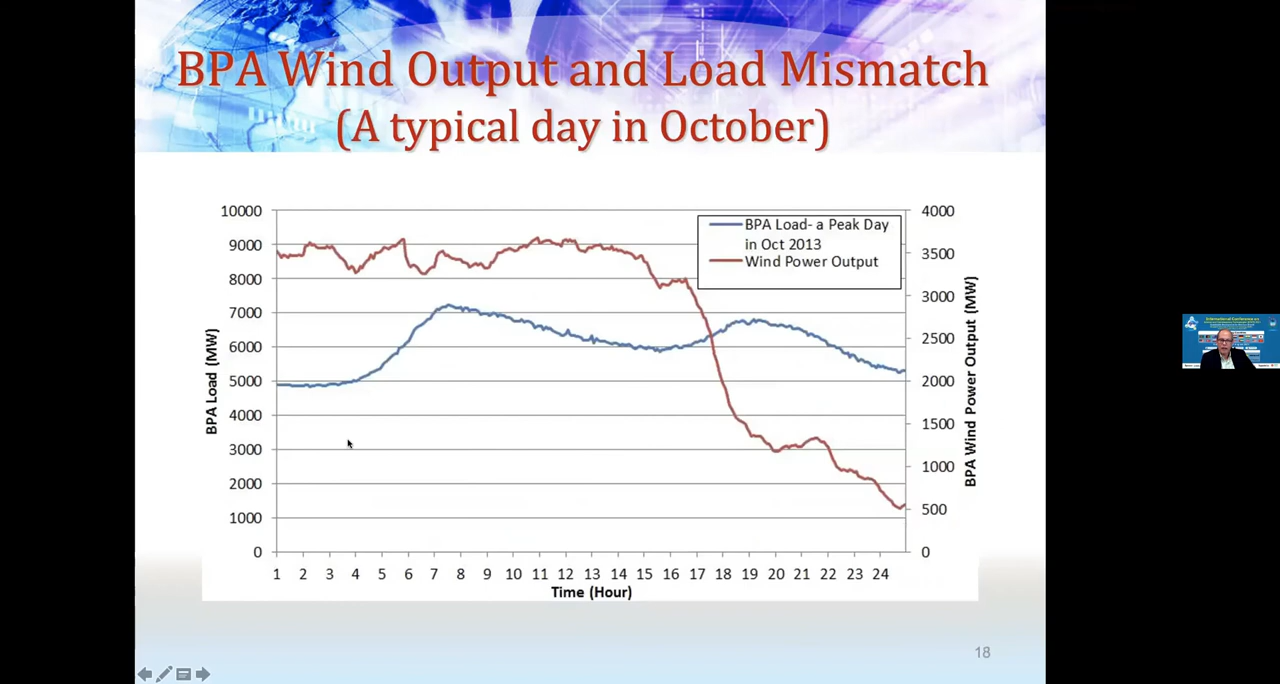 BPA Wind Output and Load Mismatch
(A typical day in October)
BPA Load- a Peak Day
in Oct 2013
Wind Power Output
BPA Load (MW)
10000
9000
8000
7000
6000
5000
4000
3000
2000
1000
0
4000
3500
3000
2500
2000
1500
1000
500
0
BPA Wind Power Output (MW)
1 2 3 4 5 6 7 8 9 10 11 12 13 14 15 16 17 18 19 20 21 22 23 24
Time (Hour)
18
International Conference on